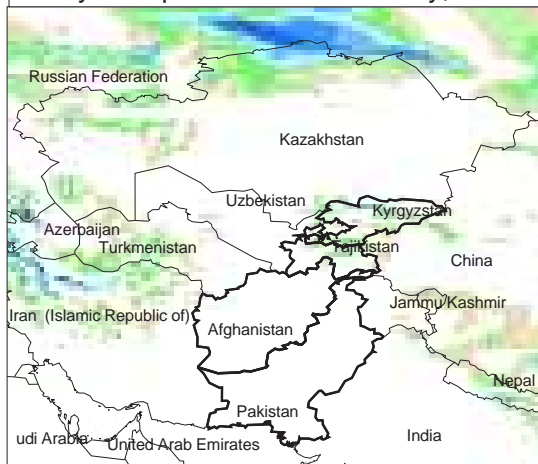 Russian Federation
Kazakhstan
Uzbekistan
Kyrgyzstan
Azerbaijan
Turkmenistan
Tajikistan
China
Iran (Islamic Republic of)
Jammu Kashmir
Afghanistan
Nepal
Pakistan
udi Arabia
United Arab Emirates
India